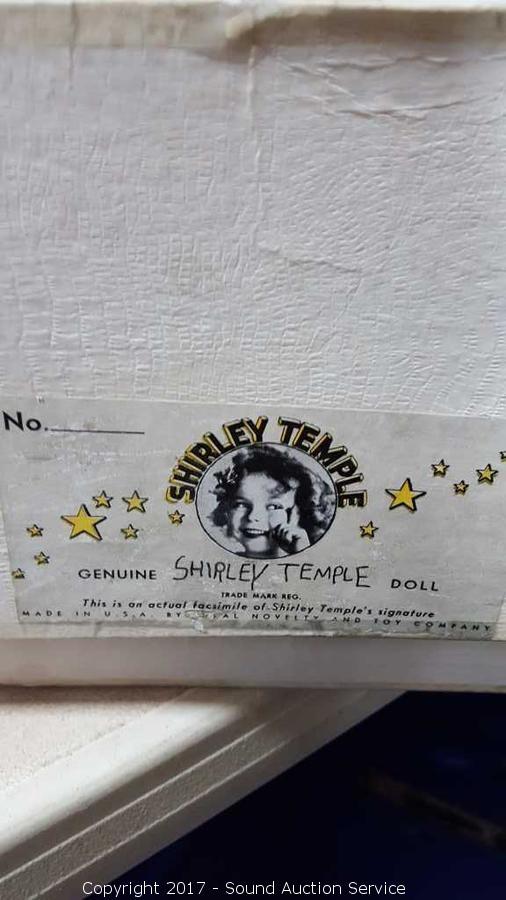 No.
SHIRLEY TEMPLE
GENUINE SHIRLEY TEMPLE DOLL
TRADE MARK REG.
This is an actual facsimile of Shirley Temple's signature
MADE IN U.S.A. BY NOVELTY AND TOY COMPANY
Copyright 2017 - Sound Auction Service